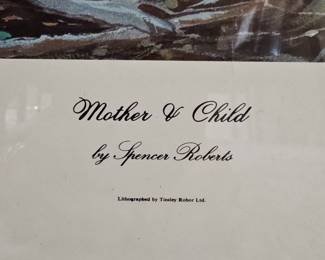 Mother & Child
by Spencer Roberts
Lithographed by Tinsley Robor Ltd.